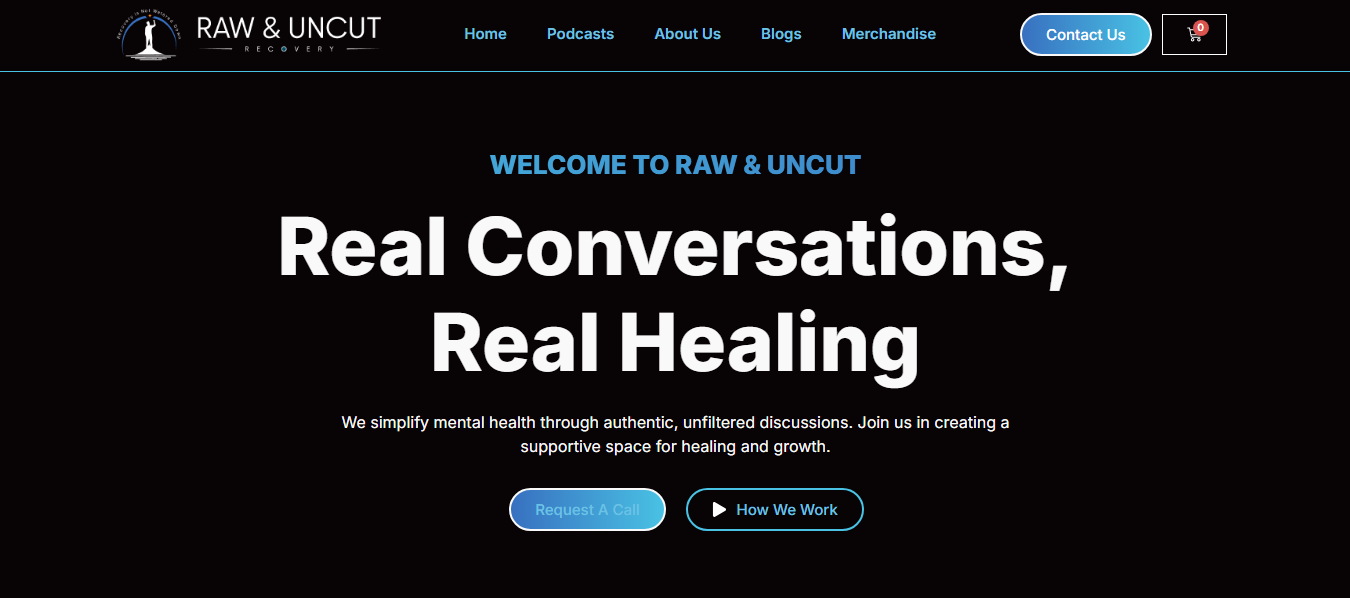 Recovery Is Not Watered Down
RAW & UNCUT
RECOVERY
Home
Podcasts
About Us
Blogs
Merchandise
Contact Us
0
WELCOME TO RAW & UNCUT
Real Conversations,
Real Healing
We simplify mental health through authentic, unfiltered discussions. Join us in creating a
supportive space for healing and growth.
Request A Call
How We Work